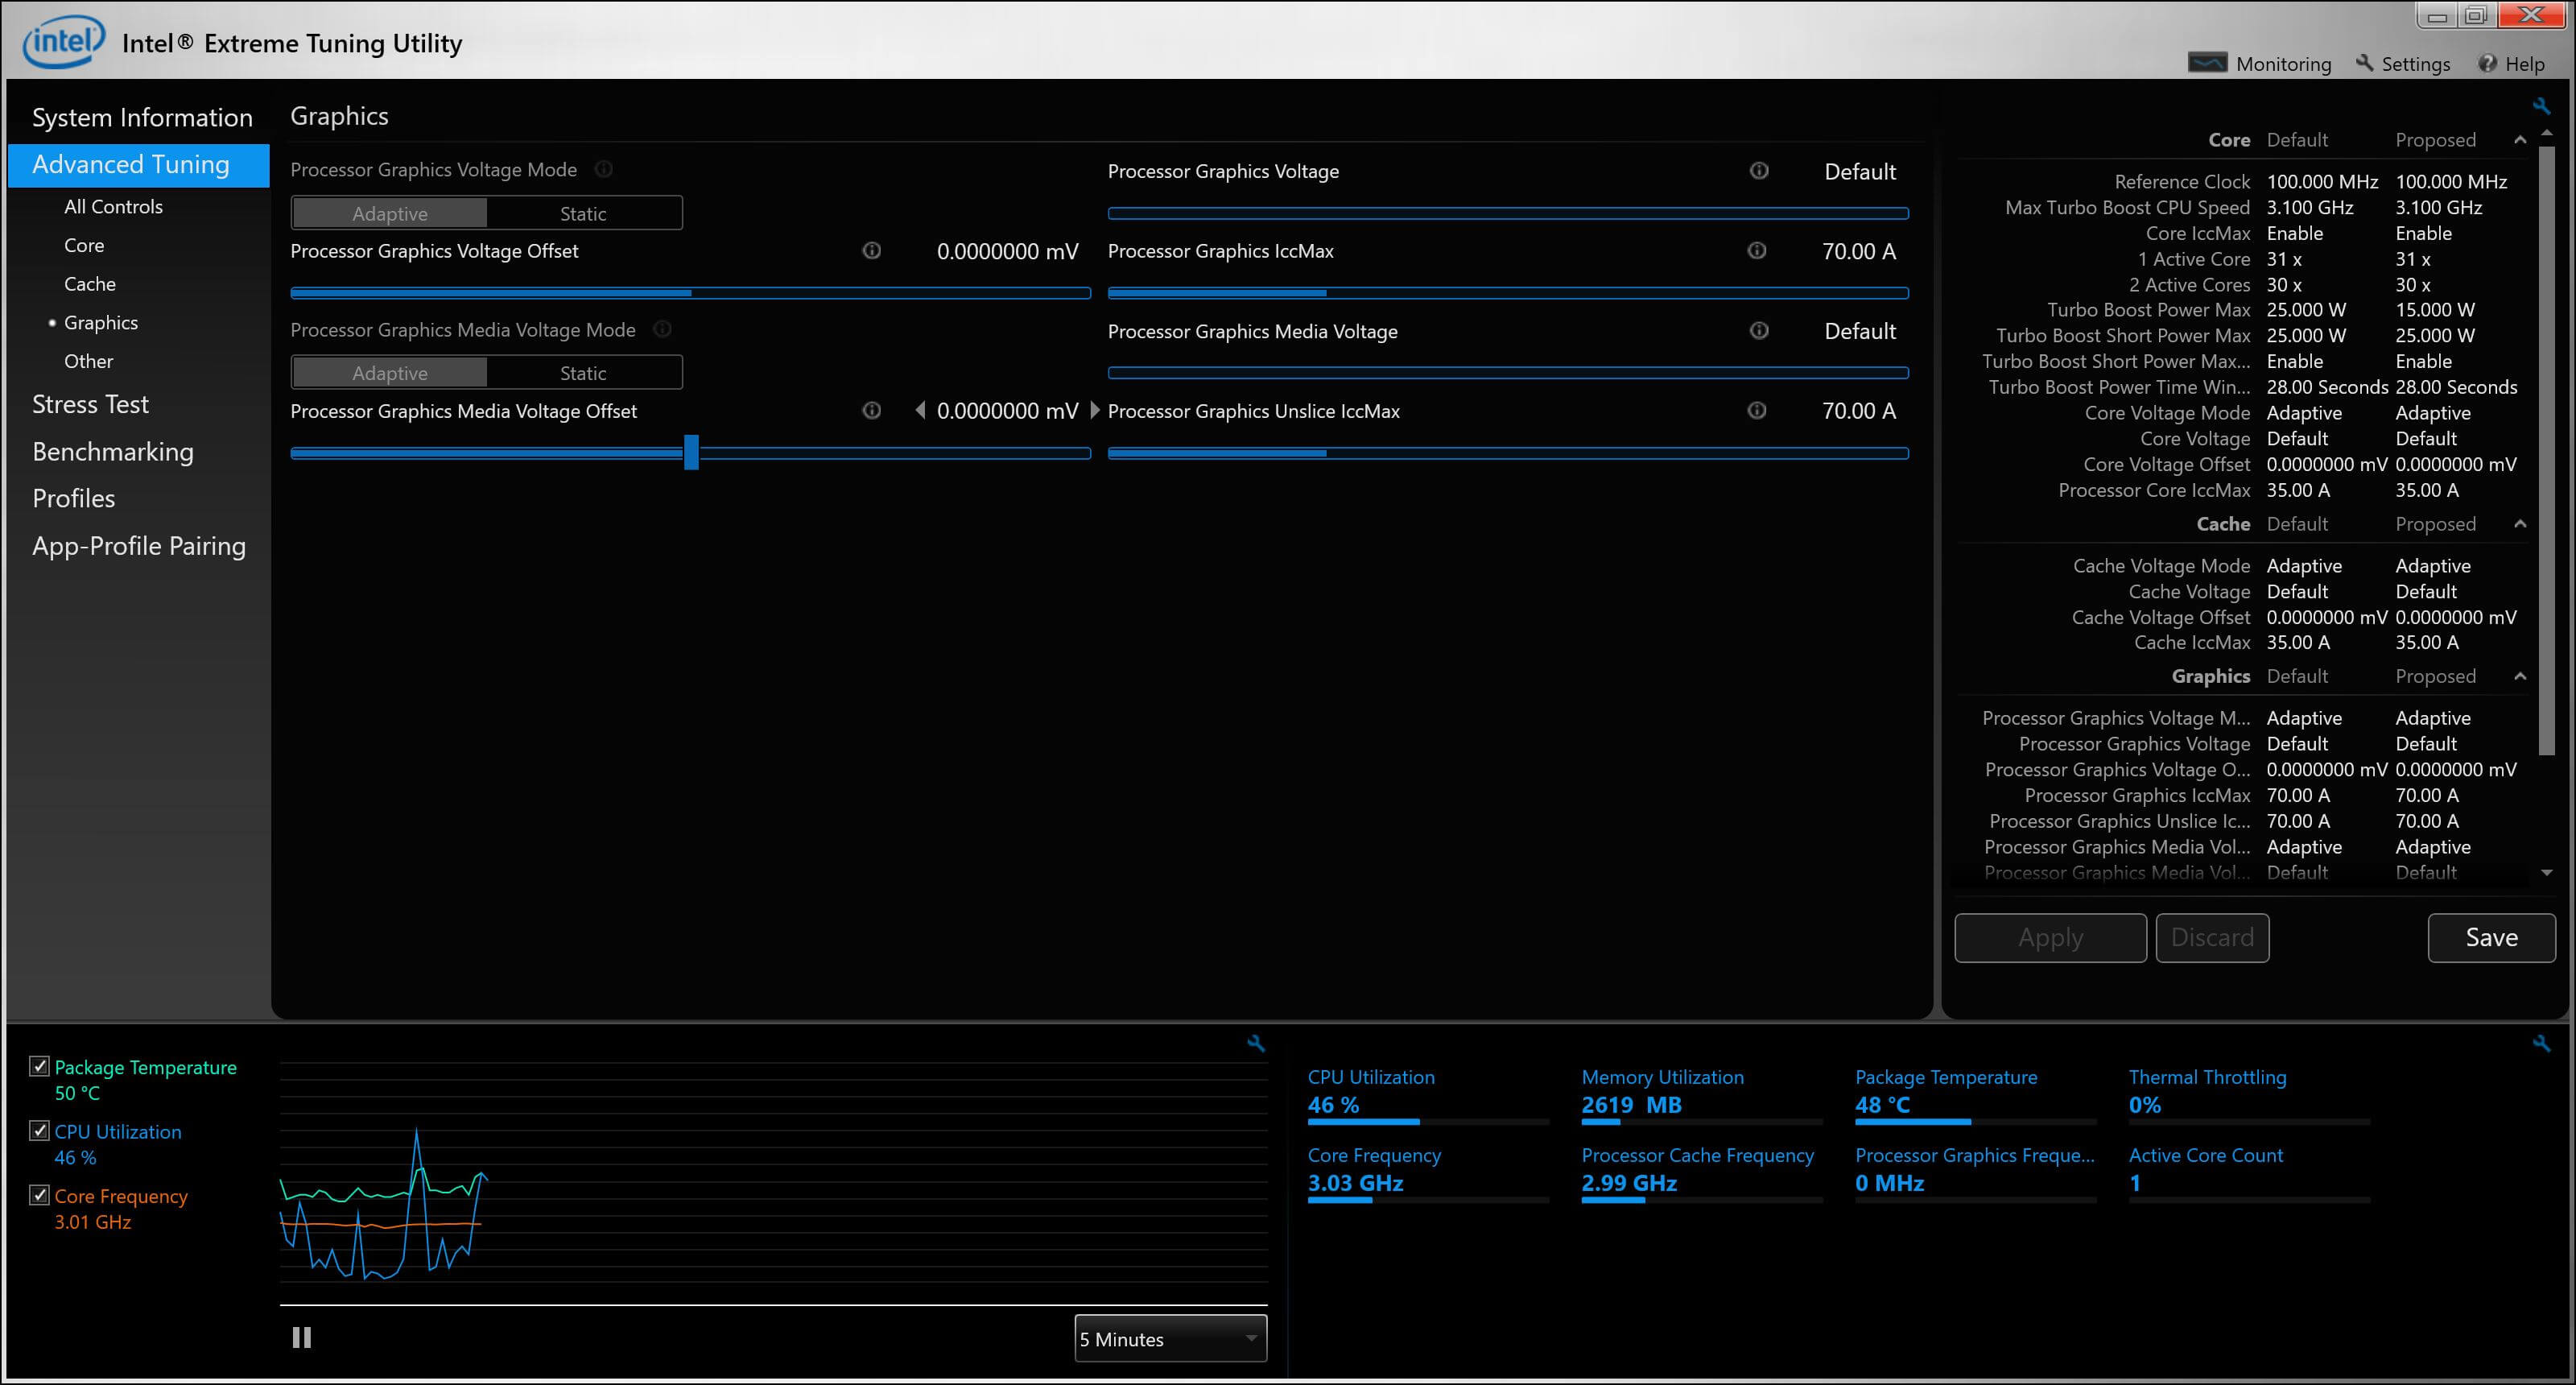 intel
Intel® Extreme Tuning Utility
Monitoring
Settings
Help
System Information
Advanced Tuning
All Controls
Core
Cache
Graphics
Other
Stress Test
Benchmarking
Profiles
App-Profile Pairing
Graphics
Processor Graphics Voltage Mode
Adaptive Static
Processor Graphics Voltage Default
Processor Graphics Voltage Offset 0.0000000 mV
Processor Graphics IccMax 70.00 A
Processor Graphics Media Voltage Mode
Adaptive Static
Processor Graphics Media Voltage Default
Processor Graphics Media Voltage Offset 0.0000000 mV
Processor Graphics Unslice IccMax 70.00 A
Core Default Proposed
Reference Clock 100.000 MHz 100.000 MHz
Max Turbo Boost CPU Speed 3.100 GHz 3.100 GHz
Core IccMax Enable Enable
1 Active Core 31 x 31 x
2 Active Cores 30 x 30 x
Turbo Boost Power Max 25.000 W 15.000 W
Turbo Boost Short Power Max 25.000 W 25.000 W
Turbo Boost Short Power Max... Enable Enable
Turbo Boost Power Time Win... 28.00 Seconds 28.00 Seconds
Core Voltage Mode Adaptive Adaptive
Core Voltage Default Default
Core Voltage Offset 0.0000000 mV 0.0000000 mV
Processor Core IccMax 35.00 A 35.00 A
Cache Default Proposed
Cache Voltage Mode Adaptive Adaptive
Cache Voltage Default Default
Cache Voltage Offset 0.0000000 mV 0.0000000 mV
Cache IccMax 35.00 A 35.00 A
Graphics Default Proposed
Processor Graphics Voltage M... Adaptive Adaptive
Processor Graphics Voltage Default Default
Processor Graphics Voltage O... 0.0000000 mV 0.0000000 mV
Processor Graphics IccMax 70.00 A 70.00 A
Processor Graphics Unslice Ic... 70.00 A 70.00 A
Processor Graphics Media Vol... Adaptive Adaptive
Processor Graphics Media Vol... Default Default
Apply Discard Save
Package Temperature
50 °C
CPU Utilization
46 %
Core Frequency
3.01 GHz
5 Minutes
CPU Utilization
46 %
Memory Utilization
2619 MB
Package Temperature
48 °C
Thermal Throttling
0%
Core Frequency
3.03 GHz
Processor Cache Frequency
2.99 GHz
Processor Graphics Freque...
0 MHz
Active Core Count
1